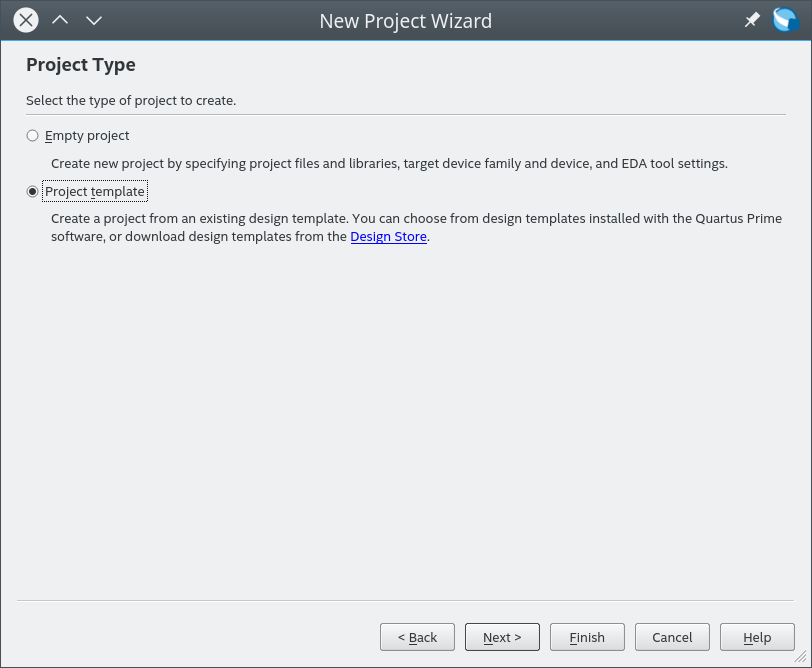 New Project Wizard
Project Type
Select the type of project to create.
Empty project
Create new project by specifying project files and libraries, target device family and device, and EDA tool settings.
Project template
Create a project from an existing design template. You can choose from design templates installed with the Quartus Prime
software, or download design templates from the Design Store.
< Back Next > Finish Cancel Help